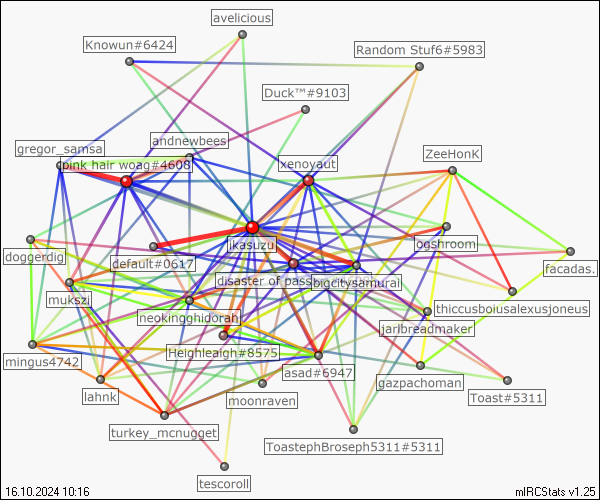 avelicious
Knowun#6424
Random Stuf6#5983
Duck™#9103
andnewbees
gregor_samsa
pink hair woag#4608
xenoyaut
ZeeHonK
likasuzu
ogshroom
doggerdig
default#0617
facadas.
disaster of pass
bigcitysamurai
mukszi
neokingghidorah
thiccusboiusalexusjoneus
jarlbreadmaker
mingus4742
Heighleaigh#8575
asad#6947
gazpachoman
lahnk
moonraven
Toast#5311
turkey_mcnugget
ToastephBroseph5311#5311
tescoroll
16.10.2024 10:16
mIRCStats v1.25